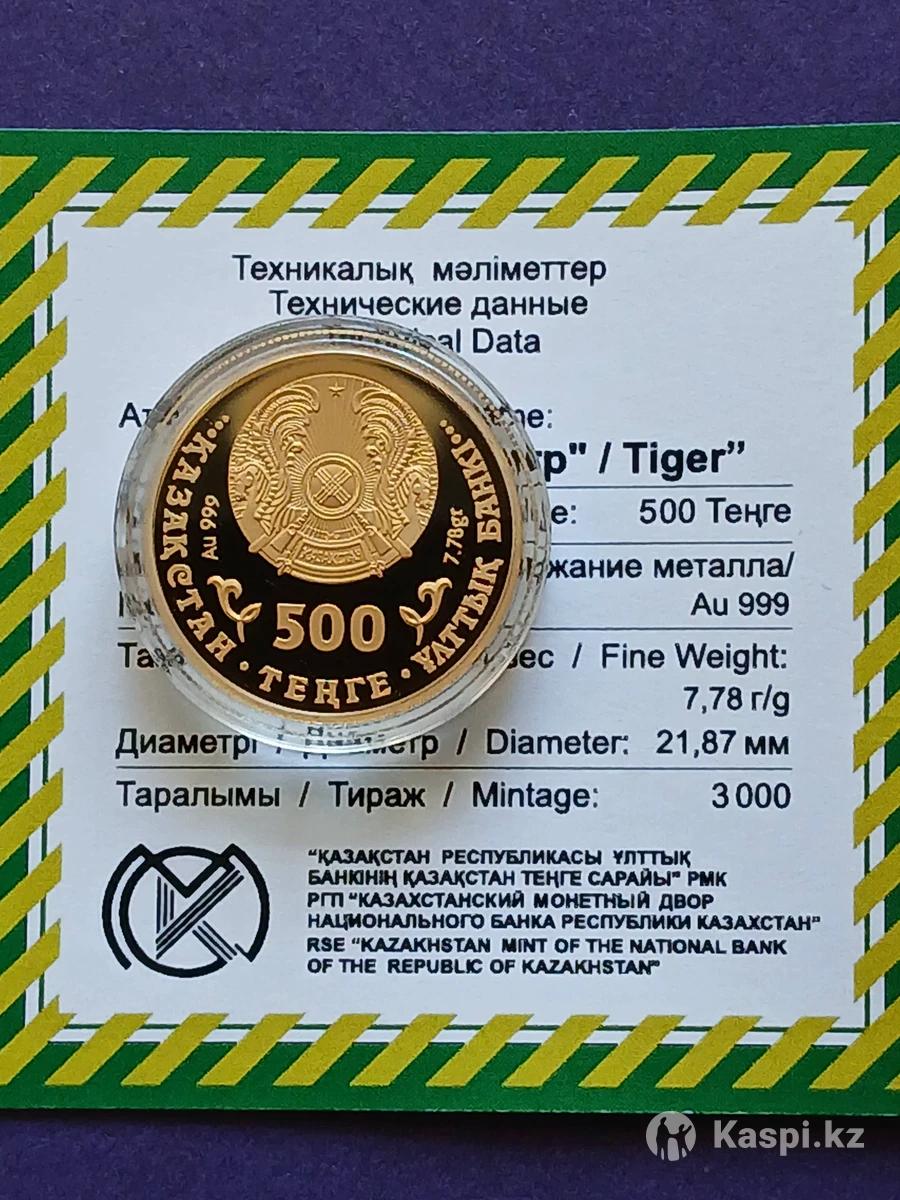 Техникалық мәліметтер
Технические данные
Data
"/ Tiger”
500 Теңге
металла/
Au 999
/ Fine Weight:
7,78 г/g
/ Diameter: 21,87 мм
Таралымы / Тираж / Mintage: 3 000
ҚАЗАҚСТАН • ТЕҢГЕ • ҰЛТТЫҚ БАНКІ
Au 999
7.78gr
ҚАЗАҚСТАН
500
“ҚАЗАҚСТАН РЕСПУБЛИКАСЫ ҰЛТТЫҚ
БАНКІНІҢ ҚАЗАҚСТАН ТЕҢГЕ САРАЙЫ” РМК
РГП “КАЗАХСТАНСКИЙ МОНЕТНЫЙ ДВОР
НАЦИОНАЛЬНОГО БАНКА РЕСПУБЛИКИ КАЗАХСТАН”
RSE “KAZAKHSTAN MINT OF THE NATIONAL BANK
OF THE REPUBLIC OF KAZAKHSTAN”
Kaspi.kz